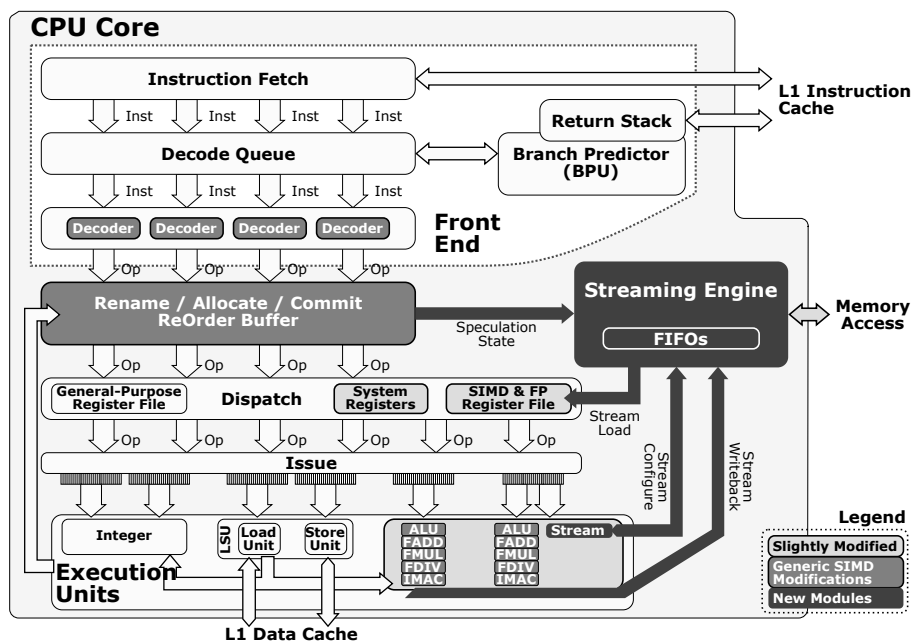 CPU Core
Instruction Fetch
L1 Instruction
Cache
Inst Inst Inst Inst
Return Stack
Decode Queue
Branch Predictor
(BPU)
Inst Inst Inst Inst
Decoder Decoder Decoder Decoder
Front
End
Op Op Op Op
Rename / Allocate / Commit
ReOrder Buffer
Speculation
State
Streaming Engine
FIFOs
Memory
Access
Op Op Op Op
General-Purpose
Register File
Dispatch
System
Registers
SIMD & FP
Register File
Stream
Load
Op Op Op Op Op Op
Stream
Configure
Stream
Writeback
Issue
Integer
LSU
Load
Unit
Store
Unit
ALU
FADD
FMUL
FDIV
IMAC
ALU
FADD
FMUL
FDIV
IMAC
Stream
Execution
Units
L1 Data Cache
Legend
Slightly Modified
Generic SIMD
Modifications
New Modules